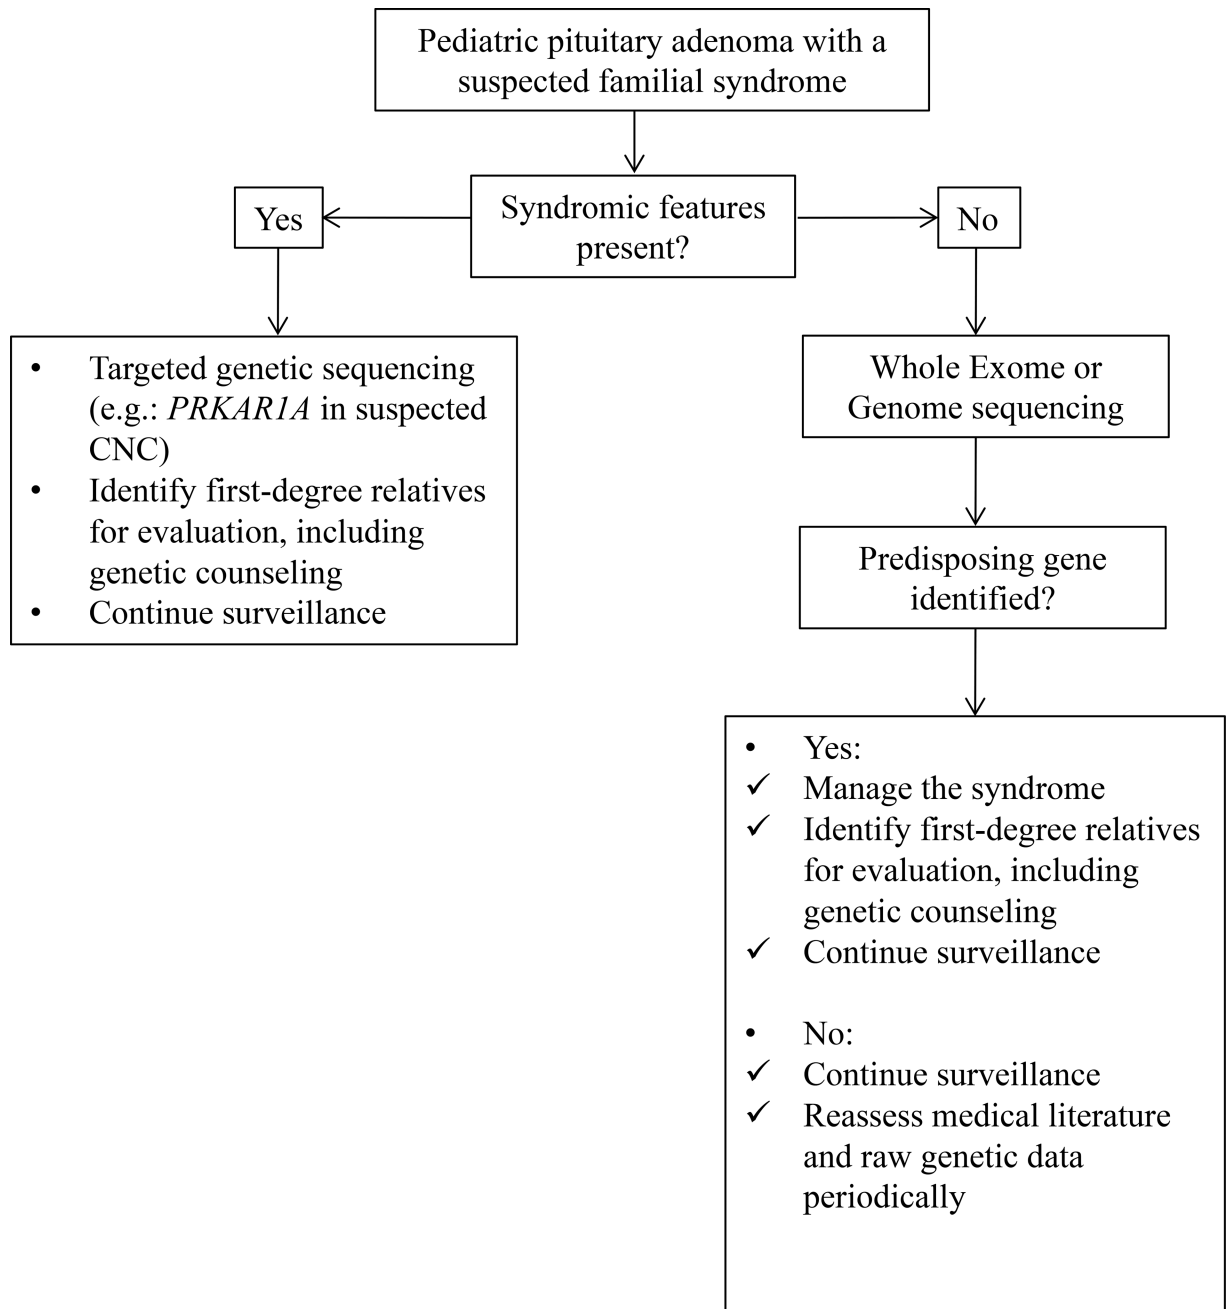 Pediatric pituitary adenoma with a
suspected familial syndrome
Syndromic features
present?
Yes
No
• Targeted genetic sequencing
(e.g.: PRKAR1A in suspected
CNC)
• Identify first-degree relatives
for evaluation, including
genetic counseling
• Continue surveillance
Whole Exome or
Genome sequencing
Predisposing gene
identified?
• Yes:
✓ Manage the syndrome
✓ Identify first-degree relatives
for evaluation, including
genetic counseling
✓ Continue surveillance
• No:
✓ Continue surveillance
✓ Reassess medical literature
and raw genetic data
periodically